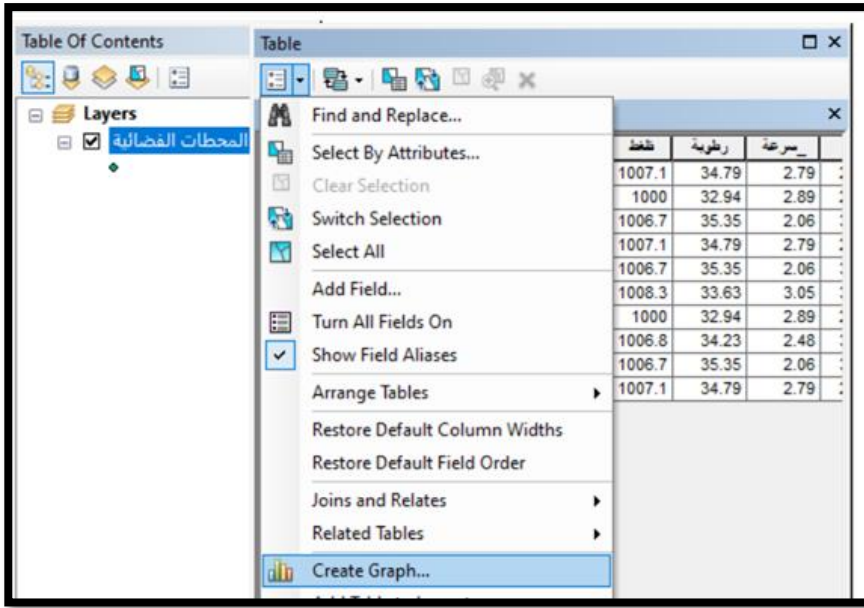 Table Of Contents
Layers
المحطات الفضائية
Table
Find and Replace...
Select By Attributes...
Clear Selection
Switch Selection
Select All
Add Field...
Turn All Fields On
Show Field Aliases
Arrange Tables
Restore Default Column Widths
Restore Default Field Order
Joins and Relates
Related Tables
Create Graph...
ظغط رطوبة سرعة_
1007.1 34.79 2.79
1000 32.94 2.89
1006.7 35.35 2.06
1007.1 34.79 2.79
1006.7 35.35 2.06
1008.3 33.63 3.05
1000 32.94 2.89
1006.8 34.23 2.48
1006.7 35.35 2.06
1007.1 34.79 2.79